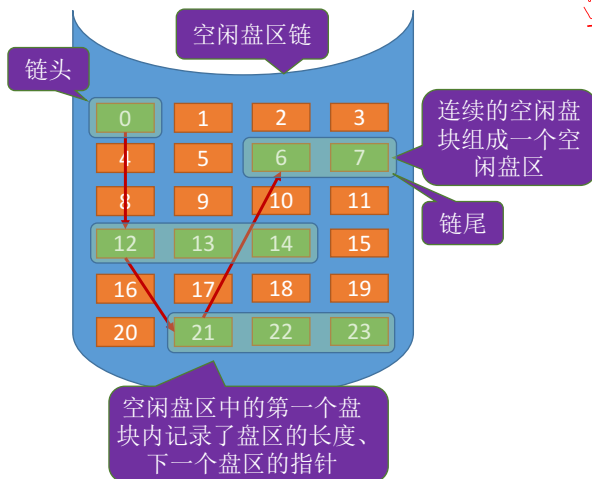 空闲盘区链
链头
0 1 2 3
4 5 6 7
8 9 10 11
12 13 14 15
16 17 18 19
20 21 22 23
连续的空闲盘
块组成一个空
闲盘区
链尾
空闲盘区中的第一个盘
块内记录了盘区的长度、
下一个盘区的指针